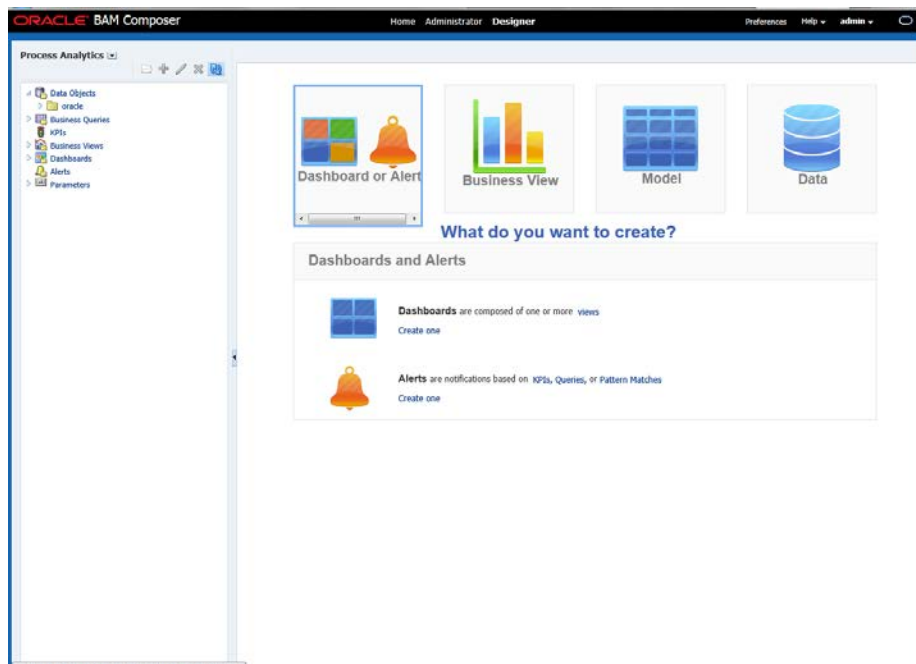 ORACLE BAM Composer
Home Administrator Designer
Preferences Help admin
Process Analytics
Data Objects
oracle
Business Queries
KPIs
Business Views
Dashboards
Alerts
Parameters
Dashboard or Alert
Business View
Model
Data
What do you want to create?
Dashboards and Alerts
Dashboards are composed of one or more views
Create one
Alerts are notifications based on KPIs, Queries, or Pattern Matches
Create one